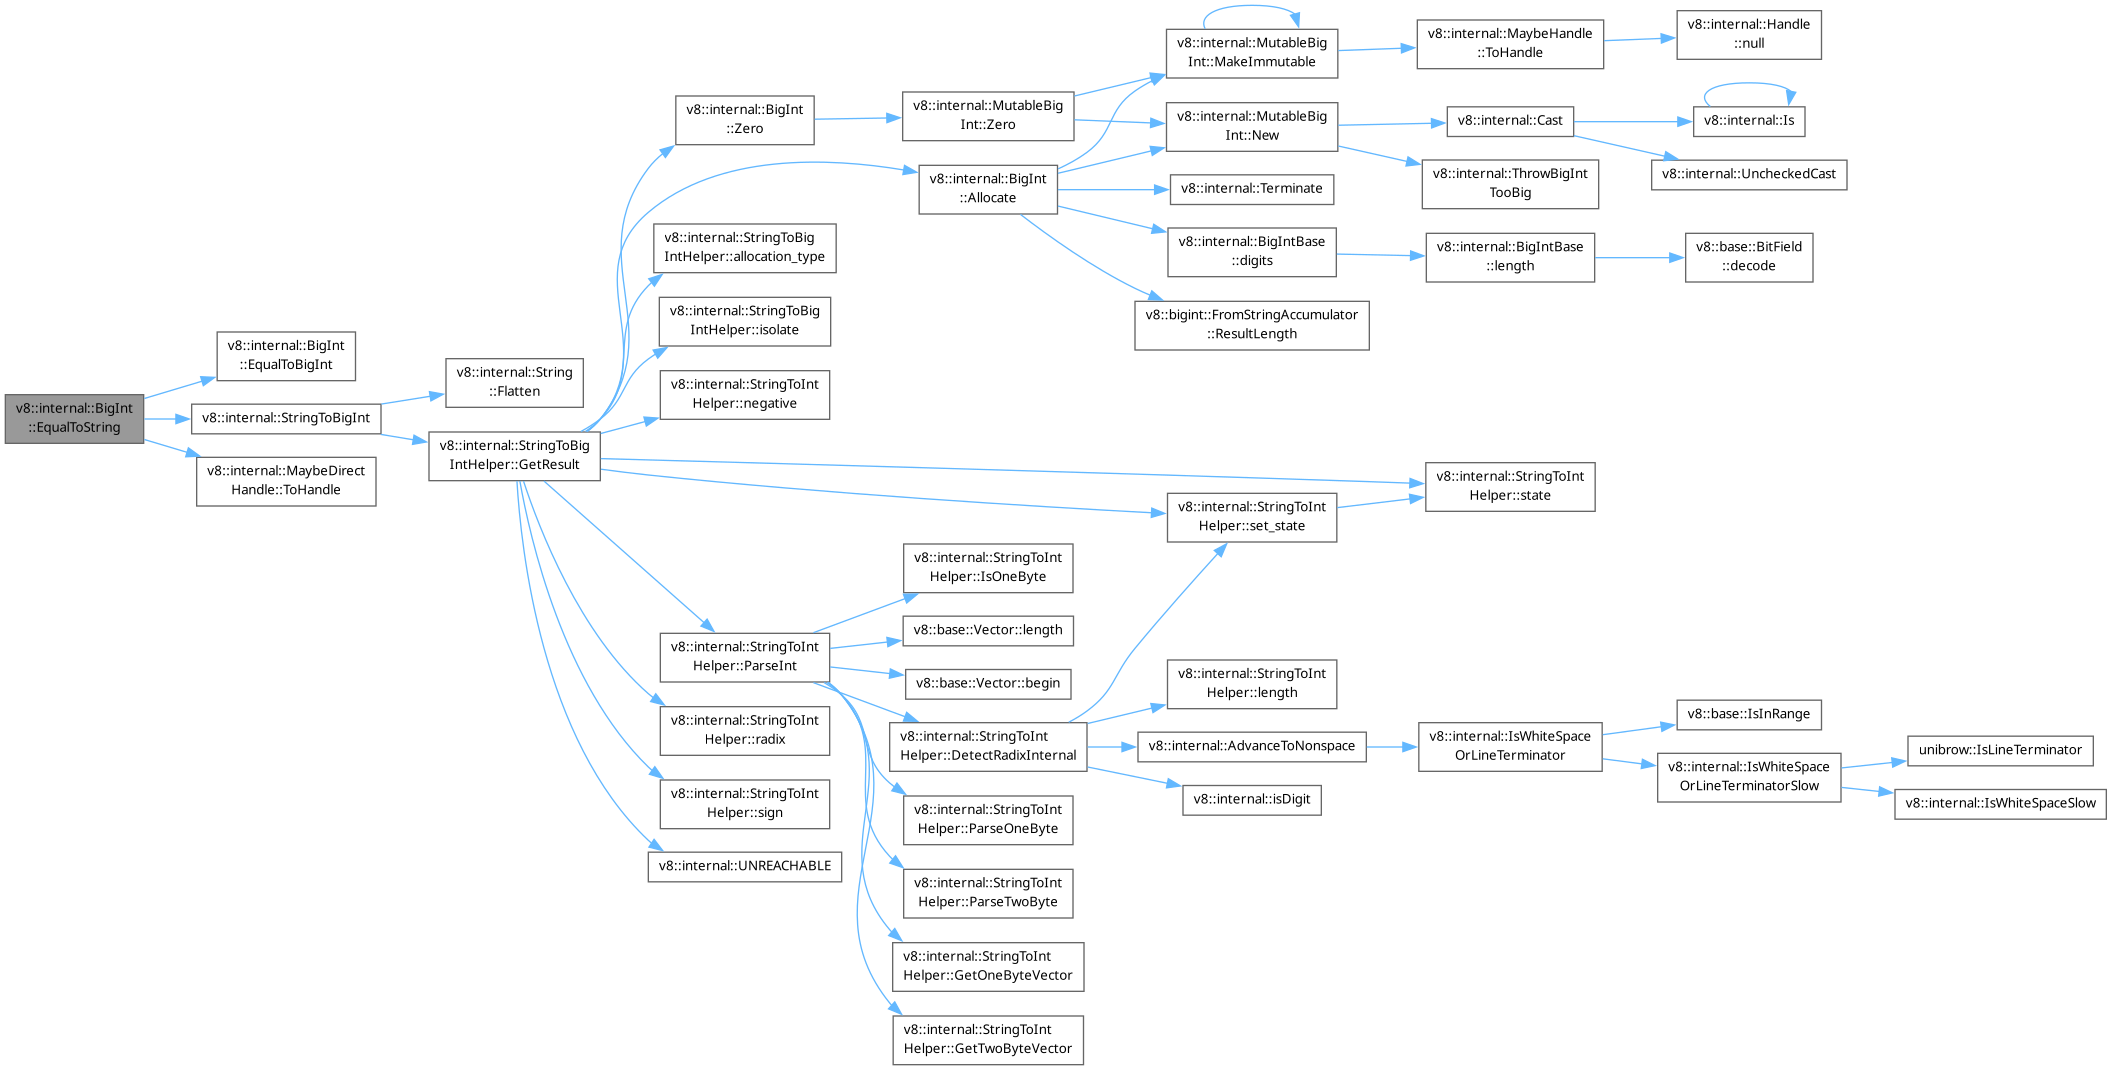 v8::internal::BigInt
::EqualToString
v8::internal::BigInt
::EqualToBigInt
v8::internal::StringToBigInt
v8::internal::MaybeDirect
Handle::ToHandle
v8::internal::String
::Flatten
v8::internal::StringToBig
IntHelper::GetResult
v8::internal::BigInt
::Zero
v8::internal::StringToBig
IntHelper::allocation_type
v8::internal::StringToBig
IntHelper::isolate
v8::internal::StringToInt
Helper::negative
v8::internal::StringToInt
Helper::ParseInt
v8::internal::StringToInt
Helper::radix
v8::internal::StringToInt
Helper::sign
v8::internal::UNREACHABLE
v8::internal::MutableBig
Int::Zero
v8::internal::BigInt
::Allocate
v8::internal::StringToInt
Helper::IsOneByte
v8::base::Vector::length
v8::base::Vector::begin
v8::internal::StringToInt
Helper::DetectRadixInternal
v8::internal::StringToInt
Helper::ParseOneByte
v8::internal::StringToInt
Helper::ParseTwoByte
v8::internal::StringToInt
Helper::GetOneByteVector
v8::internal::StringToInt
Helper::GetTwoByteVector
v8::internal::MutableBig
Int::MakeImmutable
v8::internal::MutableBig
Int::New
v8::internal::Terminate
v8::internal::BigIntBase
::digits
v8::bigint::FromStringAccumulator
::ResultLength
v8::internal::StringToInt
Helper::set_state
v8::internal::StringToInt
Helper::length
v8::internal::AdvanceToNonspace
v8::internal::isDigit
v8::internal::MaybeHandle
::ToHandle
v8::internal::Cast
v8::internal::ThrowBigInt
TooBig
v8::internal::BigIntBase
::length
v8::internal::StringToInt
Helper::state
v8::internal::IsWhiteSpace
OrLineTerminator
v8::internal::Handle
::null
v8::internal::Is
v8::internal::UncheckedCast
v8::base::BitField
::decode
v8::base::IsInRange
v8::internal::IsWhiteSpace
OrLineTerminatorSlow
unibrow::IsLineTerminator
v8::internal::IsWhiteSpaceSlow